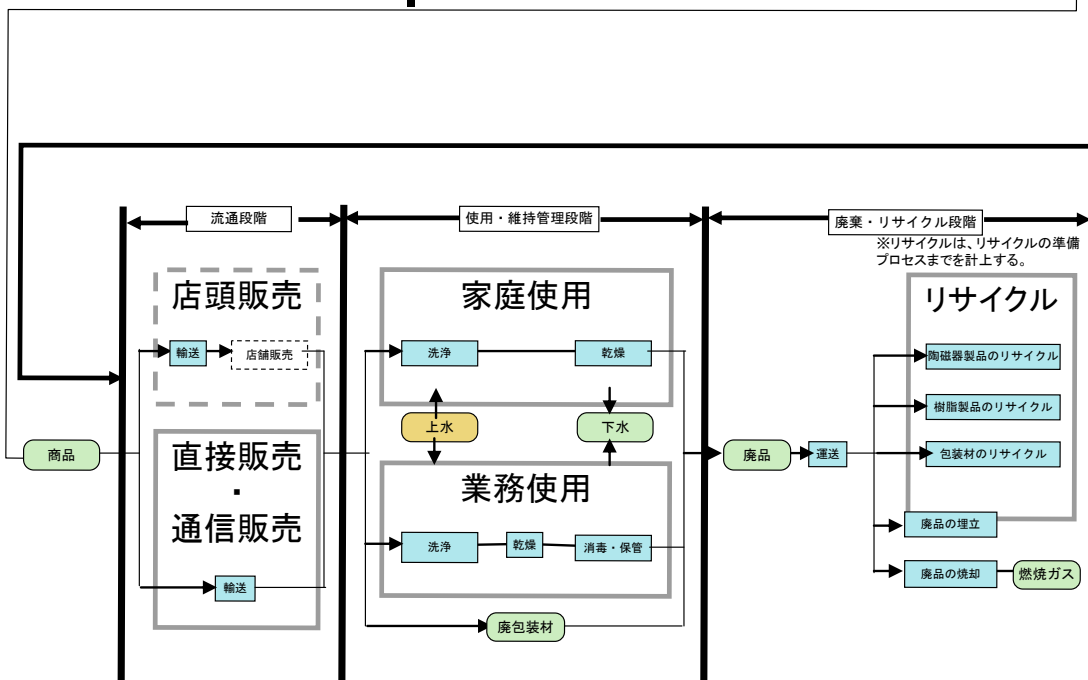 流通段階
使用・維持管理段階
廃棄・リサイクル段階
※リサイクルは、リサイクルの準備
プロセスまでを計上する。
店頭販売
輸送
店舗販売
商品
直接販売
・
通信販売
輸送
家庭使用
洗浄
乾燥
上水
下水
業務使用
洗浄
乾燥
消毒・保管
廃包装材
廃品
運送
リサイクル
陶磁器製品のリサイクル
樹脂製品のリサイクル
包装材のリサイクル
廃品の埋立
廃品の焼却
燃焼ガス